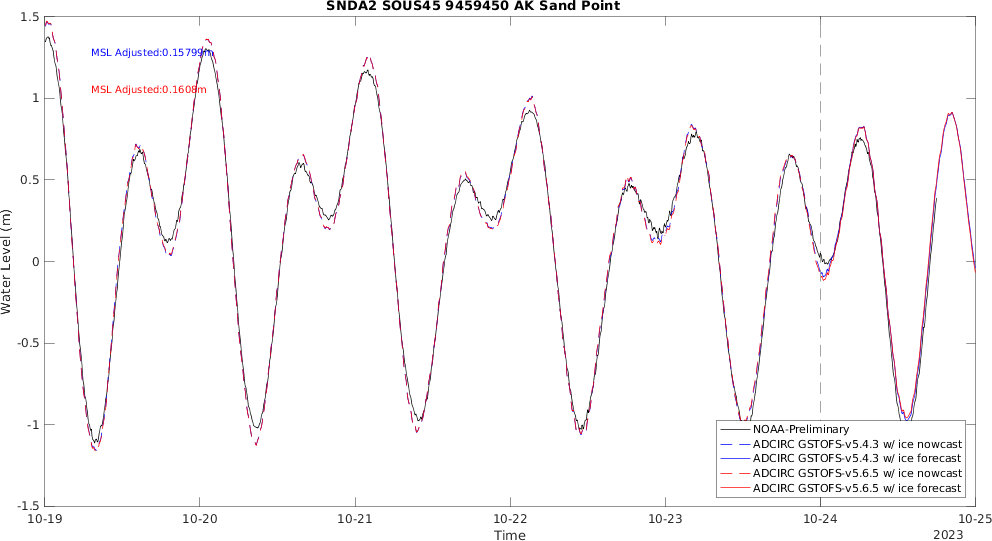 SNDA2 SOUS45 9459450 AK Sand Point
MSL Adjusted:0.15799m
MSL Adjusted:0.1608m
Water Level (m)
1.5
1
0.5
0
-0.5
-1
-1.5
NOAA-Preliminary
ADCIRC GSTOFS-v5.4.3 w/ ice nowcast
ADCIRC GSTOFS-v5.4.3 w/ ice forecast
ADCIRC GSTOFS-v5.6.5 w/ ice nowcast
ADCIRC GSTOFS-v5.6.5 w/ ice forecast
10-19 10-20 10-21 10-22 10-23 10-24 10-25
Time
2023